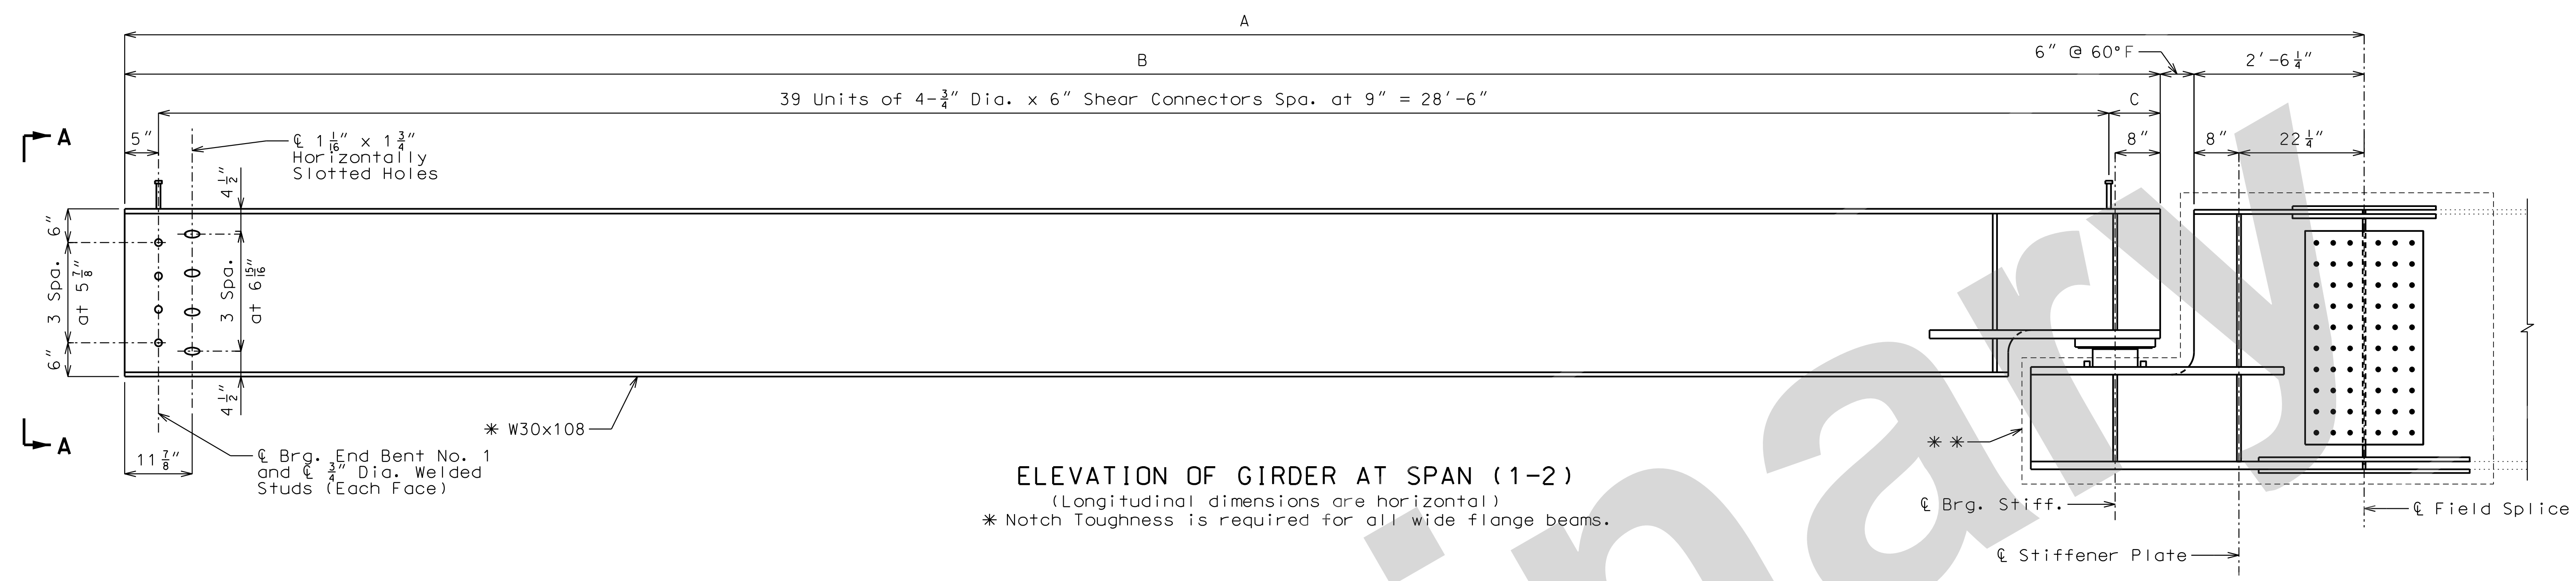 A
B
6" @ 60°F
2'-6 1/4"
39 Units of 4-3/4" Dia. x 6" Shear Connectors Spa. at 9" = 28'-6"
C
A
5"
℄ 1 1/16" x 1 3/4"
Horizontally
Slotted Holes
4 1/2"
8"
8"
22 1/4"
6"
3 Spa.
at 5 7/8"
6"
3 Spa.
at 6 15/16"
4 1/2"
A
11 7/8"
℄ Brg. End Bent No. 1
and ℄ 3/4" Dia. Welded
Studs (Each Face)
* W30x108
* *
ELEVATION OF GIRDER AT SPAN (1-2)
(Longitudinal dimensions are horizontal)
* Notch Toughness is required for all wide flange beams.
℄ Brg. Stiff.
℄ Field Splice
℄ Stiffener Plate
inary